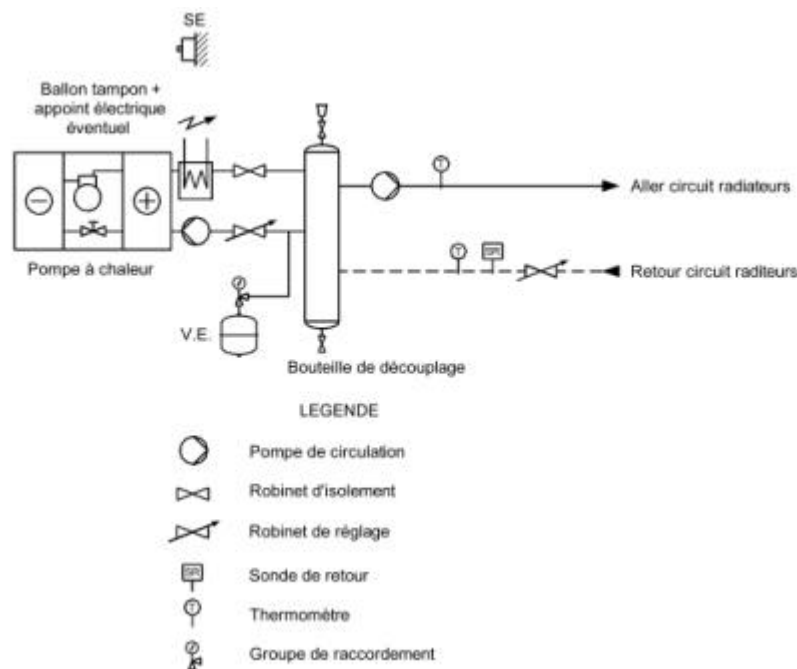 SE
Ballon tampon +
appoint électrique
éventuel
Pompe à chaleur
T
Aller circuit radiateurs
T
SR
Retour circuit raditeurs
V.E.
Bouteille de découplage
LEGENDE
Pompe de circulation
Robinet d'isolement
Robinet de réglage
Sonde de retour
T
Thermomètre
Groupe de raccordement